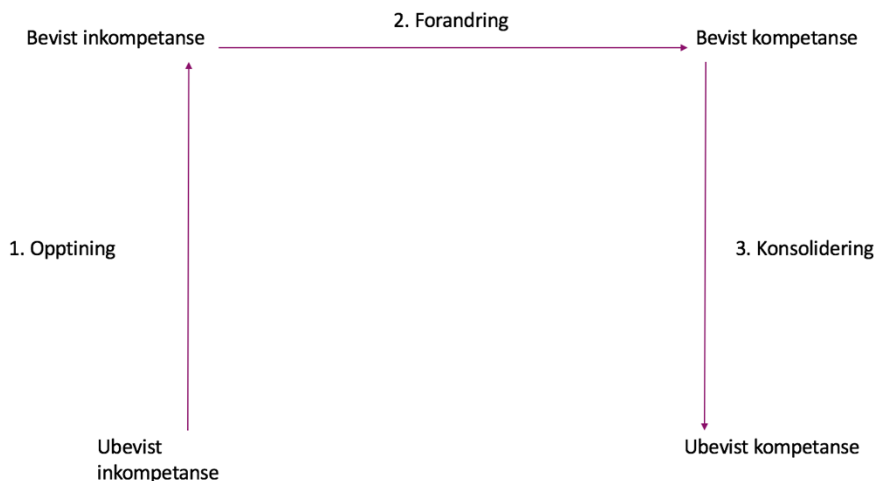 2. Forandring
Bevist inkompetanse
Bevist kompetanse
1. Opptining
3. Konsolidering
Ubevist
inkompetanse
Ubevist kompetanse